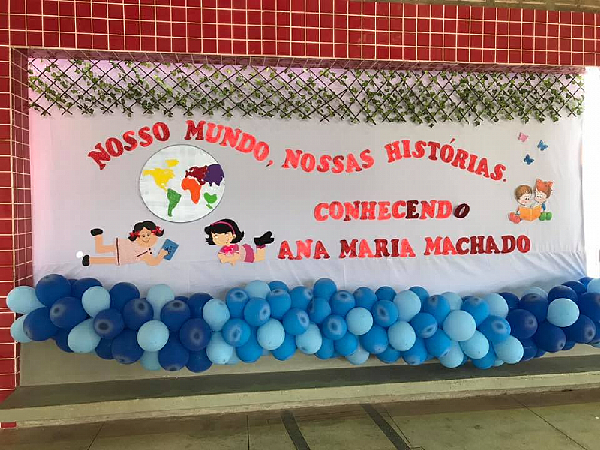 NOSSO MUNDO, NOSSAS HISTÓRIAS.
CONHECENDO
ANA MARIA MACHADO